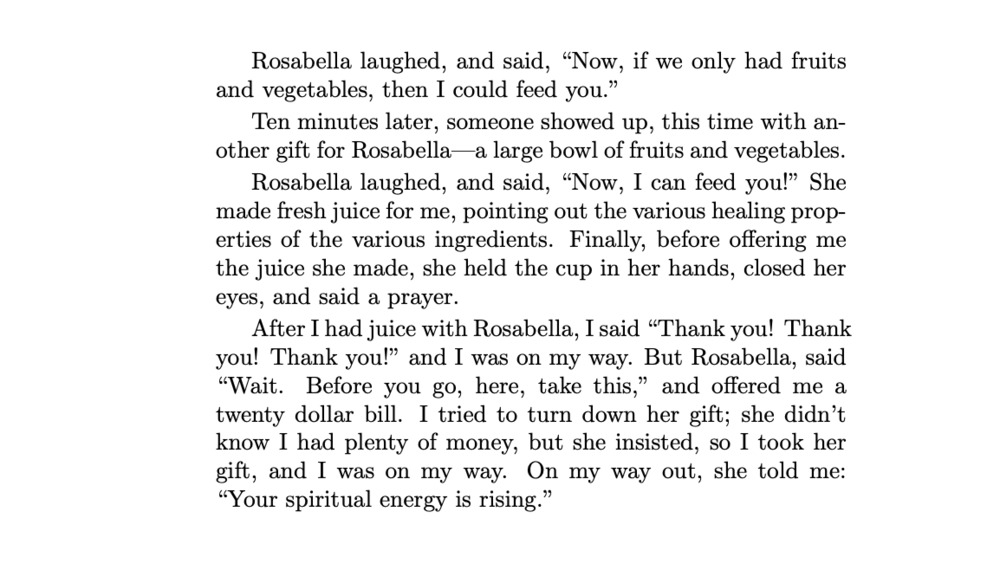 Rosabella laughed, and said, “Now, if we only had fruits
and vegetables, then I could feed you.”
Ten minutes later, someone showed up, this time with an-
other gift for Rosabella—a large bowl of fruits and vegetables.
Rosabella laughed, and said, “Now, I can feed you!” She
made fresh juice for me, pointing out the various healing prop-
erties of the various ingredients. Finally, before offering me
the juice she made, she held the cup in her hands, closed her
eyes, and said a prayer.
After I had juice with Rosabella, I said “Thank you! Thank
you! Thank you!” and I was on my way. But Rosabella, said
“Wait. Before you go, here, take this,” and offered me a
twenty dollar bill. I tried to turn down her gift; she didn’t
know I had plenty of money, but she insisted, so I took her
gift, and I was on my way. On my way out, she told me:
“Your spiritual energy is rising.”